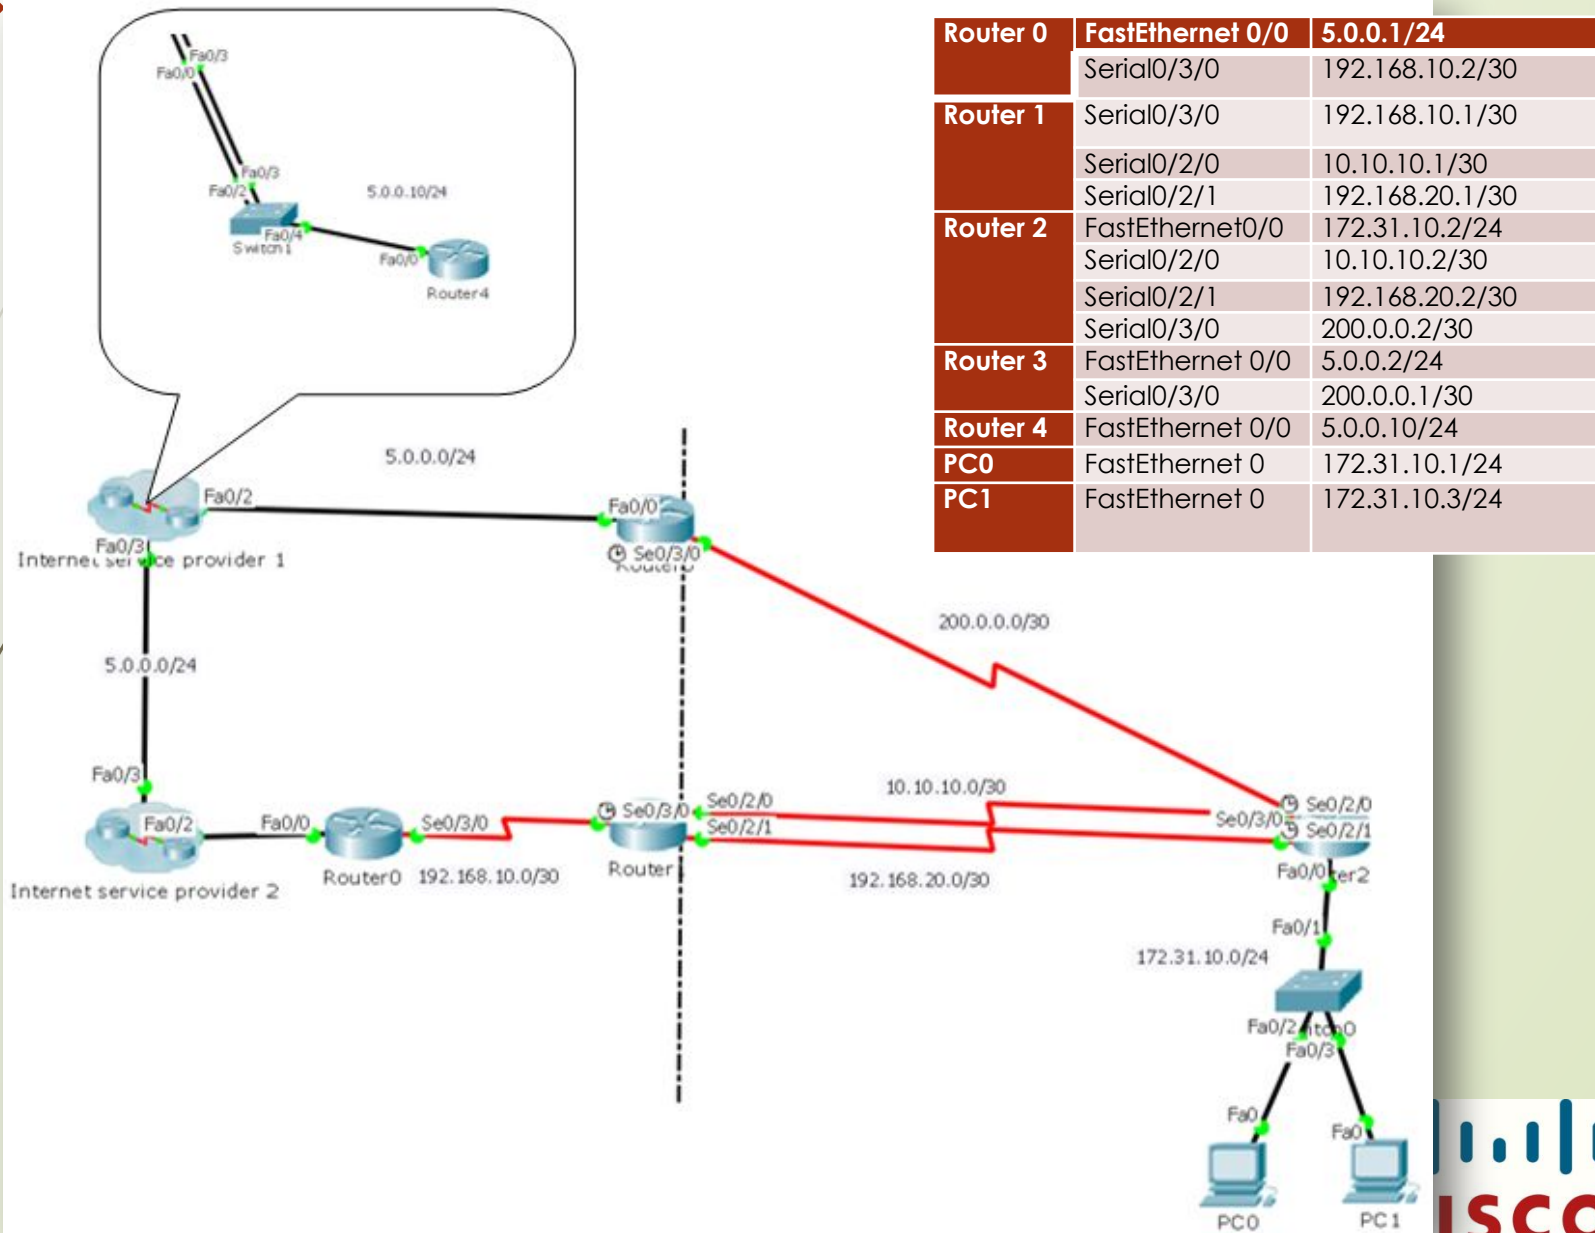 Fa0/3
Fa0/0
Fa0/3
Fa0/2
5.0.0.10/24
Fa0/4
Switch1
Fa0/0
Router4
Router 0 FastEthernet 0/0 5.0.0.1/24
Serial0/3/0 192.168.10.2/30
Router 1 Serial0/3/0 192.168.10.1/30
Serial0/2/0 10.10.10.1/30
Serial0/2/1 192.168.20.1/30
Router 2 FastEthernet0/0 172.31.10.2/24
Serial0/2/0 10.10.10.2/30
Serial0/2/1 192.168.20.2/30
Serial0/3/0 200.0.0.2/30
Router 3 FastEthernet 0/0 5.0.0.2/24
Serial0/3/0 200.0.0.1/30
Router 4 FastEthernet 0/0 5.0.0.10/24
PC0 FastEthernet 0 172.31.10.1/24
PC1 FastEthernet 0 172.31.10.3/24
5.0.0.0/24
Fa0/2
Fa0/0
Fa0/3
Se0/3/0
Internet service provider 1
200.0.0.0/30
5.0.0.0/24
Fa0/3
10.10.10.0/30
Fa0/2
Fa0/0
Se0/3/0
Se0/3/0
Se0/2/0
Se0/2/1
Se0/3/0
Se0/2/0
Se0/2/1
Internet service provider 2
Router0
192.168.10.0/30
Router
192.168.20.0/30
Fa0/0
ter2
Fa0/1
172.31.10.0/24
Fa0/2
Fa0/3
Fa0
Fa0
PC0
PC1